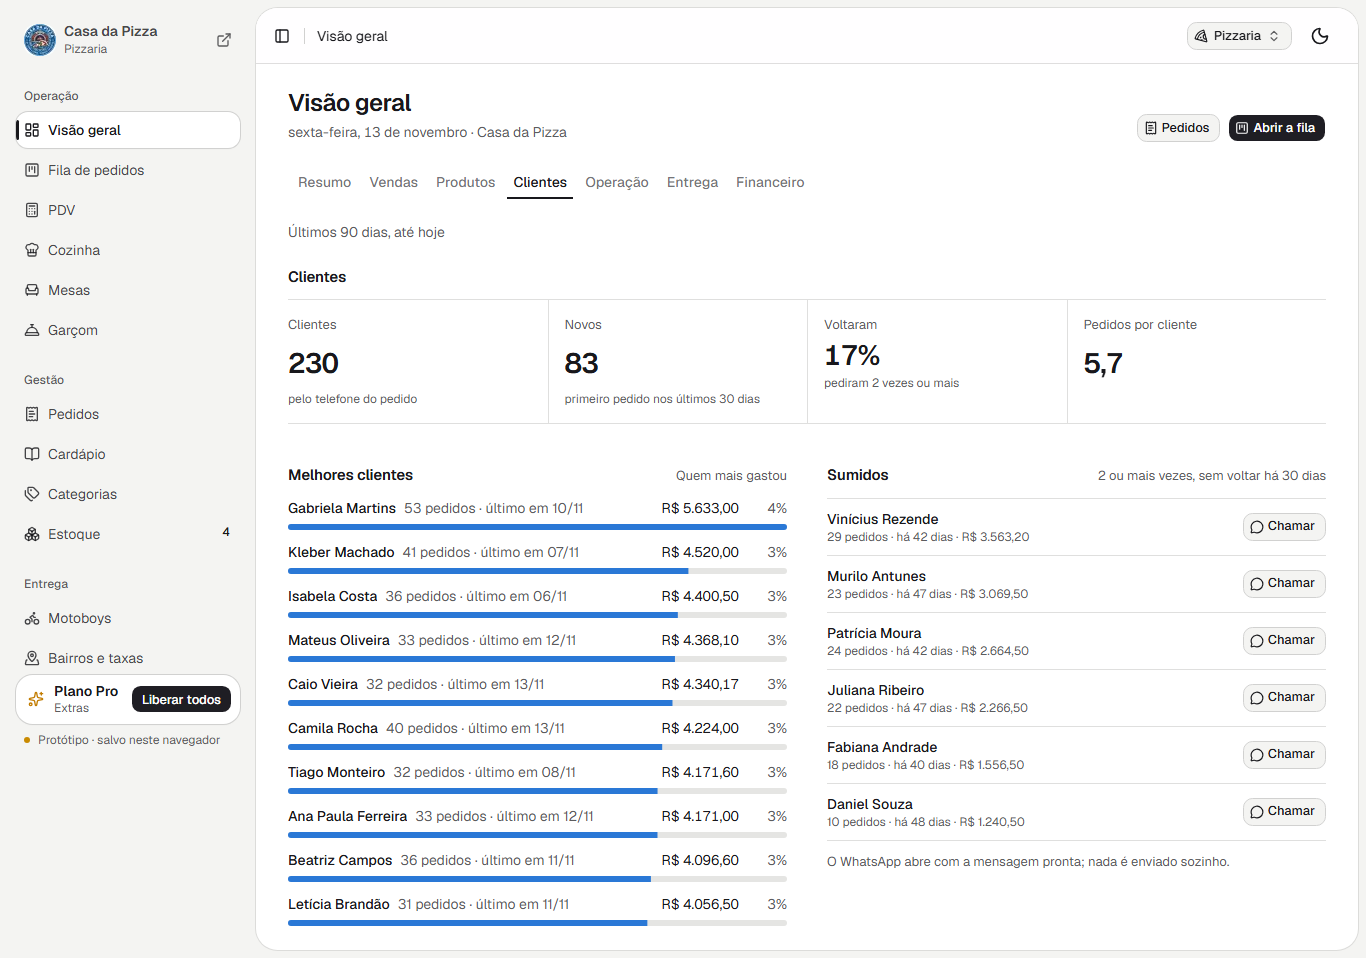 Casa da Pizza
Pizzaria
Operação
Visão geral
Fila de pedidos
PDV
Cozinha
Mesas
Garçom
Gestão
Pedidos
Cardápio
Categorias
Estoque 4
Entrega
Motoboys
Bairros e taxas
Plano Pro
Extras
Liberar todos
Protótipo · salvo neste navegador
Visão geral
Pizzaria
Visão geral
sexta-feira, 13 de novembro · Casa da Pizza
Pedidos
Abrir a fila
Resumo Vendas Produtos Clientes Operação Entrega Financeiro
Últimos 90 dias, até hoje
Clientes
Clientes
230
pelo telefone do pedido
Novos
83
primeiro pedido nos últimos 30 dias
Voltaram
17%
pediram 2 vezes ou mais
Pedidos por cliente
5,7
Melhores clientes Quem mais gastou
Gabriela Martins 53 pedidos · último em 10/11 R$ 5.633,00 4%
Kleber Machado 41 pedidos · último em 07/11 R$ 4.520,00 3%
Isabela Costa 36 pedidos · último em 06/11 R$ 4.400,50 3%
Mateus Oliveira 33 pedidos · último em 12/11 R$ 4.368,10 3%
Caio Vieira 32 pedidos · último em 13/11 R$ 4.340,17 3%
Camila Rocha 40 pedidos · último em 13/11 R$ 4.224,00 3%
Tiago Monteiro 32 pedidos · último em 08/11 R$ 4.171,60 3%
Ana Paula Ferreira 33 pedidos · último em 12/11 R$ 4.171,00 3%
Beatriz Campos 36 pedidos · último em 11/11 R$ 4.096,60 3%
Letícia Brandão 31 pedidos · último em 11/11 R$ 4.056,50 3%
Sumidos 2 ou mais vezes, sem voltar há 30 dias
Vinícius Rezende
29 pedidos · há 42 dias · R$ 3.563,20
Chamar
Murilo Antunes
23 pedidos · há 47 dias · R$ 3.069,50
Chamar
Patrícia Moura
24 pedidos · há 42 dias · R$ 2.664,50
Chamar
Juliana Ribeiro
22 pedidos · há 47 dias · R$ 2.266,50
Chamar
Fabiana Andrade
18 pedidos · há 40 dias · R$ 1.556,50
Chamar
Daniel Souza
10 pedidos · há 48 dias · R$ 1.240,50
Chamar
O WhatsApp abre com a mensagem pronta; nada é enviado sozinho.